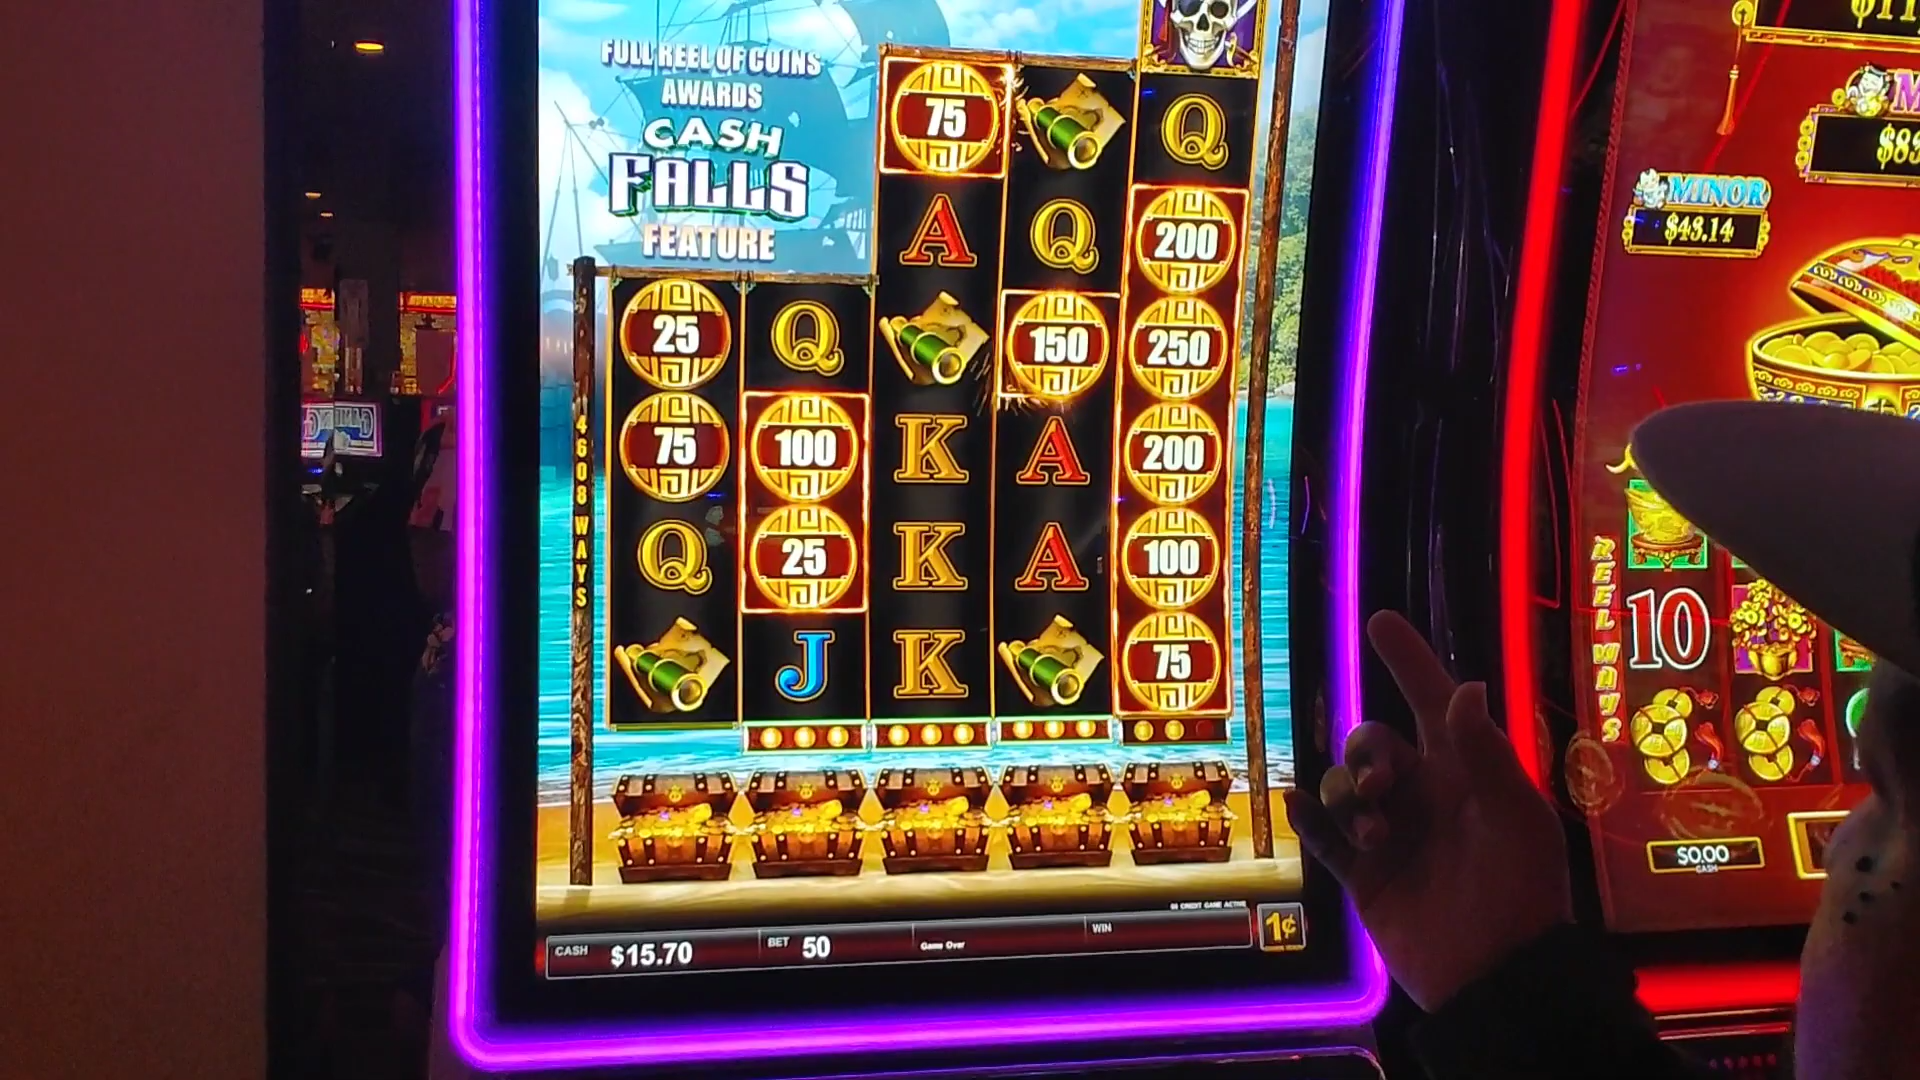 FULL REEL OF COINS
AWARDS
CASH
FALLS
FEATURE
75
Q
A
Q
200
25
Q
150
250
75
100
K
A
200
Q
25
K
A
100
J
K
75
4608 WAYS
CASH $15.70
BET 50
Game Over
WIN
1¢
MINOR
$43.14
REEL WAYS
10
$0.00
CASH